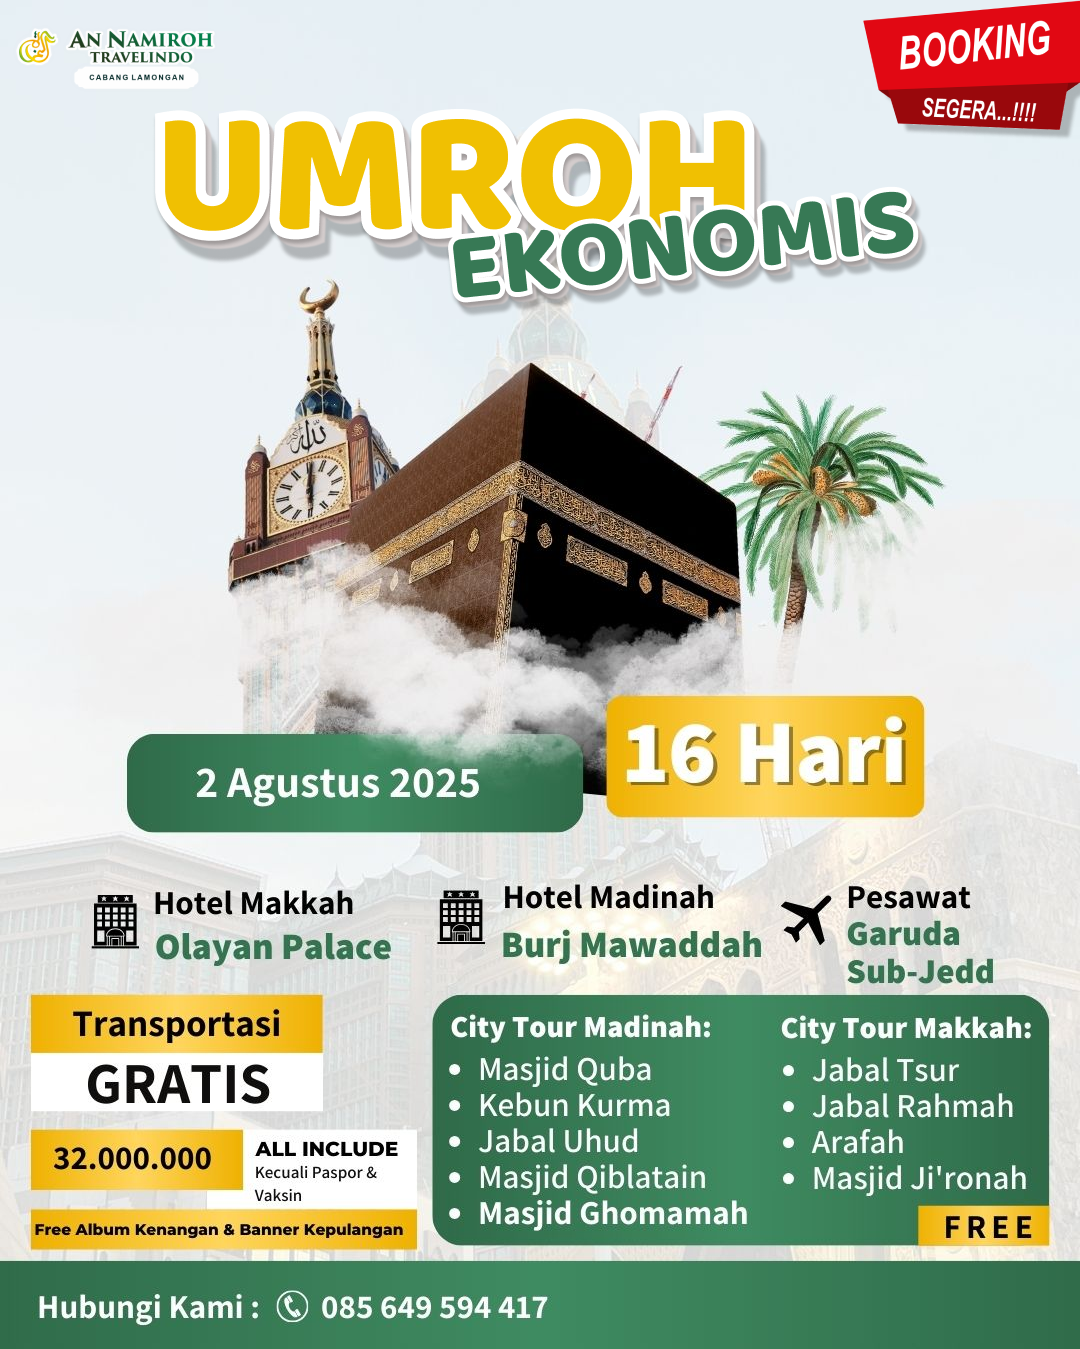 AN NAMIROH
TRAVELINDO
CABANG LAMONGAN
BOOKING
SEGERA...!!!!
UMROH
EKONOMIS
2 Agustus 2025
16 Hari
Hotel Makkah
Olayan Palace
Hotel Madinah
Burj Mawaddah
Pesawat
Garuda
Sub-Jedd
Transportasi
GRATIS
32.000.000
ALL INCLUDE
Kecuali Paspor &
Vaksin
Free Album Kenangan & Banner Kepulangan
City Tour Madinah:
• Masjid Quba
• Kebun Kurma
• Jabal Uhud
• Masjid Qiblatain
• Masjid Ghomamah
City Tour Makkah:
• Jabal Tsur
• Jabal Rahmah
• Arafah
• Masjid Ji'ronah
FREE
Hubungi Kami : 085 649 594 417